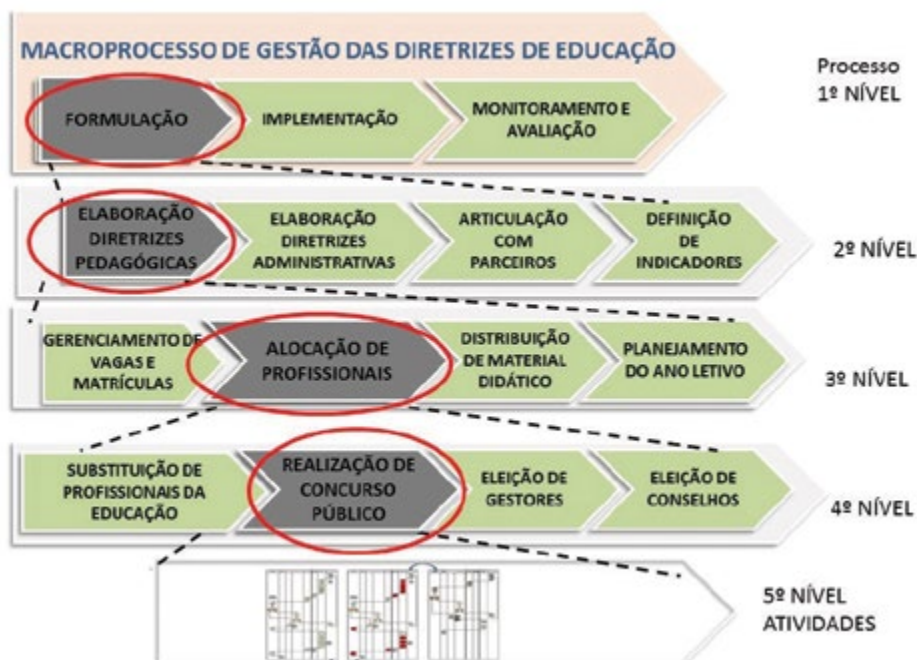 MACROPROCESSO DE GESTÃO DAS DIRETRIZES DE EDUCAÇÃO
Processo
1º NÍVEL
FORMULAÇÃO
IMPLEMENTAÇÃO
MONITORAMENTO E
AVALIAÇÃO
ELABORAÇÃO
DIRETRIZES
PEDAGÓGICAS
ELABORAÇÃO
DIRETRIZES
ADMINISTRATIVAS
ARTICULAÇÃO
COM
PARCEIROS
DEFINIÇÃO
DE
INDICADORES
2º NÍVEL
GERENCIAMENTO DE
VAGAS E
MATRÍCULAS
ALOCAÇÃO DE
PROFISSIONAIS
DISTRIBUIÇÃO
DE MATERIAL
DIDÁTICO
PLANEJAMENTO
DO ANO LETIVO
3º NÍVEL
SUBSTITUIÇÃO DE
PROFISSIONAIS DA
EDUCAÇÃO
REALIZAÇÃO DE
CONCURSO
PÚBLICO
ELEIÇÃO DE
GESTORES
ELEIÇÃO DE
CONSELHOS
4º NÍVEL
5º NÍVEL
ATIVIDADES